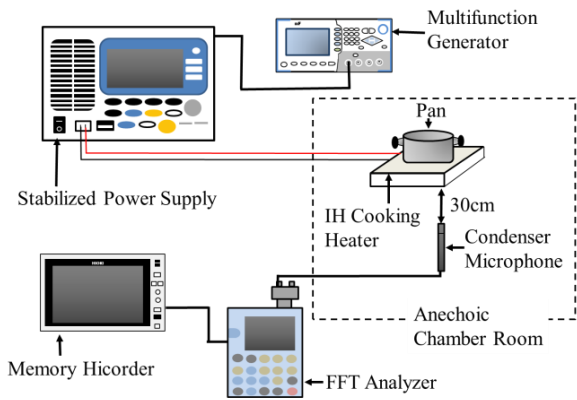 Multifunction
Generator
Pan
Stabilized Power Supply
IH Cooking
Heater
30cm
Condenser
Microphone
Anechoic
Chamber Room
Memory Hicorder
FFT Analyzer